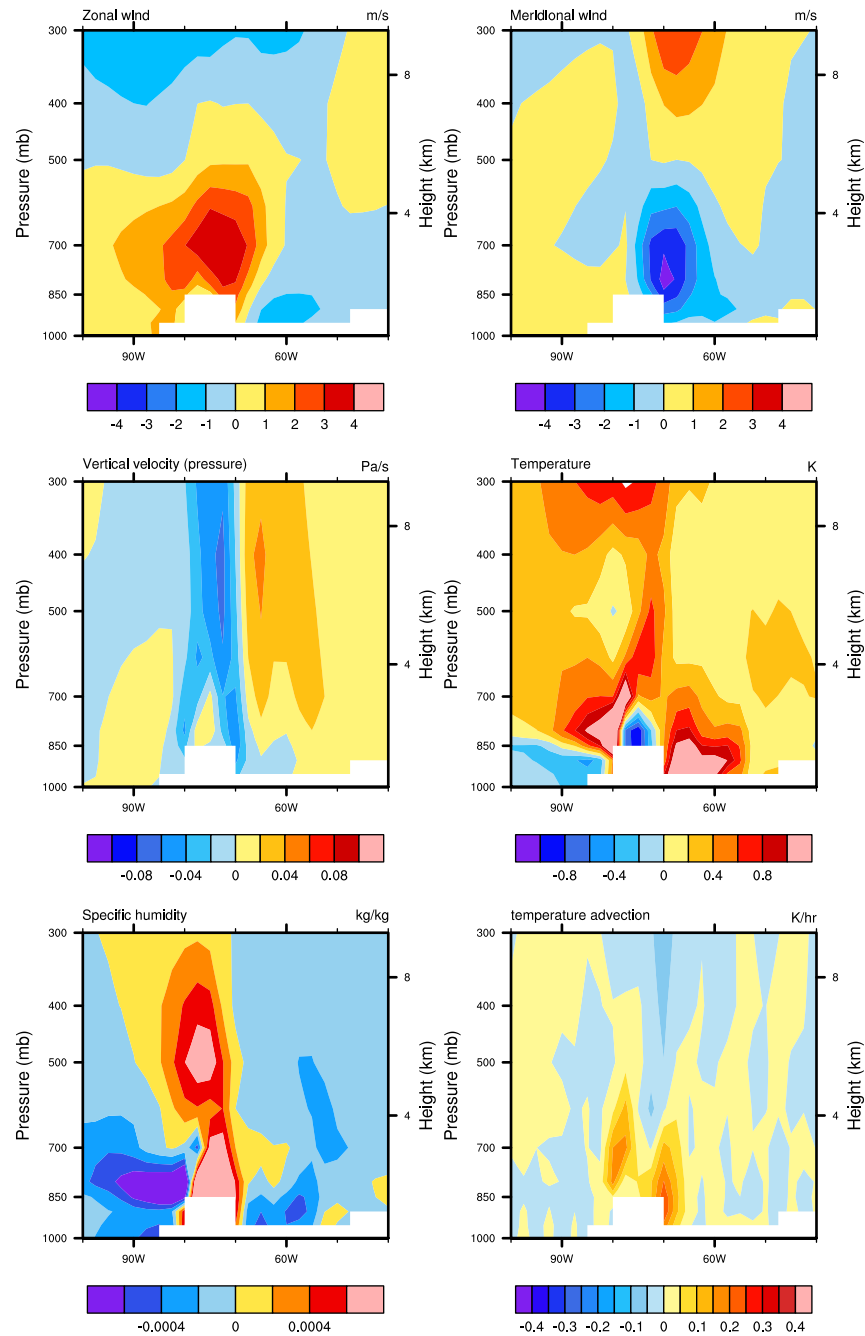 Zonal wind m/s
300
400
500
700
850
1000
Pressure (mb)
8
4
Height (km)
90W 60W
-4 -3 -2 -1 0 1 2 3 4
Meridional wind m/s
300
400
500
700
850
1000
Pressure (mb)
8
4
Height (km)
90W 60W
-4 -3 -2 -1 0 1 2 3 4
Vertical velocity (pressure) Pa/s
300
400
500
700
850
1000
Pressure (mb)
8
4
Height (km)
90W 60W
-0.08 -0.04 0 0.04 0.08
Temperature K
300
400
500
700
850
1000
Pressure (mb)
8
4
Height (km)
90W 60W
-0.8 -0.4 0 0.4 0.8
Specific humidity kg/kg
300
400
500
700
850
1000
Pressure (mb)
8
4
Height (km)
90W 60W
-0.0004 0 0.0004
temperature advection K/hr
300
400
500
700
850
1000
Pressure (mb)
8
4
Height (km)
90W 60W
-0.4 -0.3 -0.2 -0.1 0 0.1 0.2 0.3 0.4